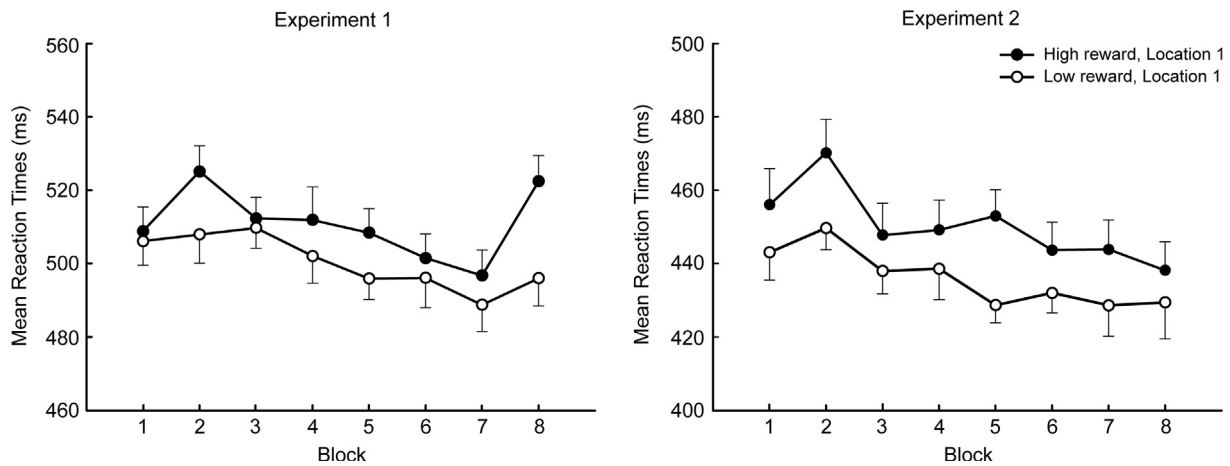 Experiment 1
Mean Reaction Times (ms)
560
540
520
500
480
460
1 2 3 4 5 6 7 8
Block
Experiment 2
High reward, Location 1
Low reward, Location 1
Mean Reaction Times (ms)
500
480
460
440
420
400
1 2 3 4 5 6 7 8
Block